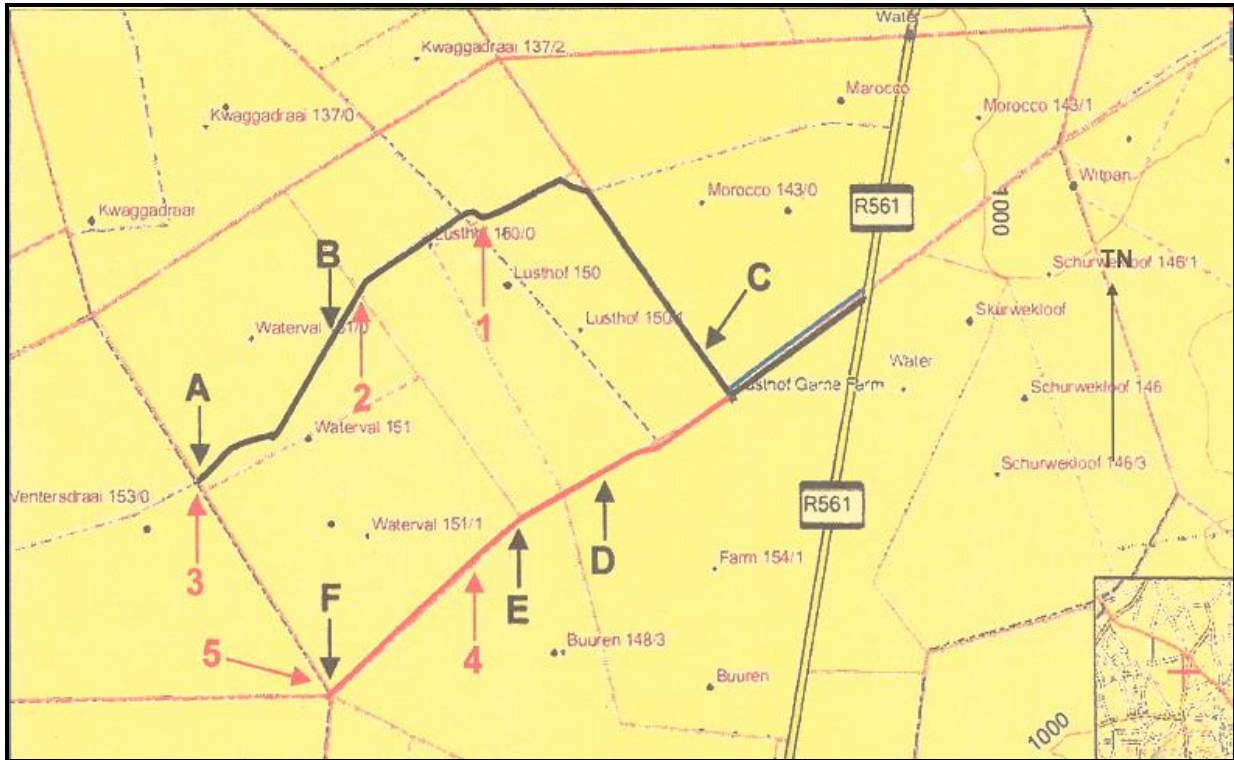 Water
Kwaggadraai 137/2
Marocco
Kwaggadraai 137/0
Morocco 143/1
Witpan
Morocco 143/0
Kwaggadraar
R561
1000
B
Lusthof 160/0
TN
Schurwekloof 146/1
Lusthof 150
C
1
Waterval 151/0
Skurwekloof
Water
A
2
Lusthof Game Farm
Schurwekloof 146
Waterval 151
Schurwekloof 146/3
Ventersdraai 153/0
R561
Waterval 151/1
D
3
Farm 154/1
F
E
Buuren 148/3
5
4
Buuren
1000